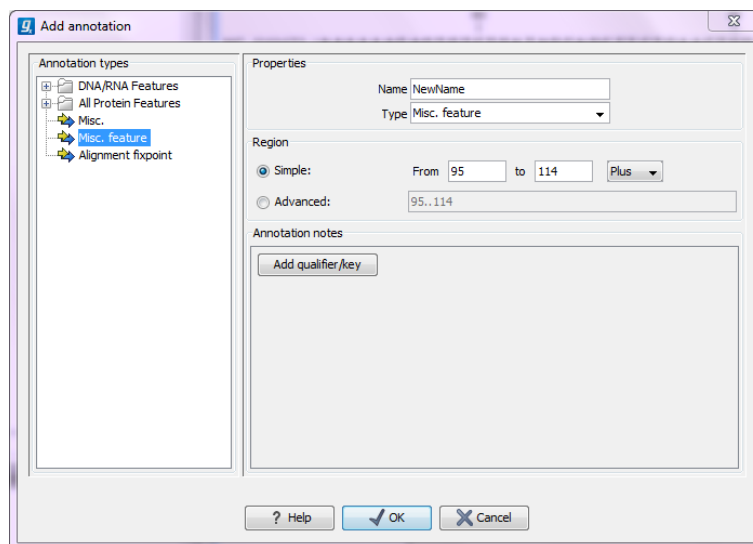 Add annotation
Annotation types
DNA/RNA Features
All Protein Features
Misc.
Misc. feature
Alignment fixpoint
Properties
Name NewName
Type Misc. feature
Region
Simple: From 95 to 114 Plus
Advanced: 95..114
Annotation notes
Add qualifier/key
? Help OK Cancel